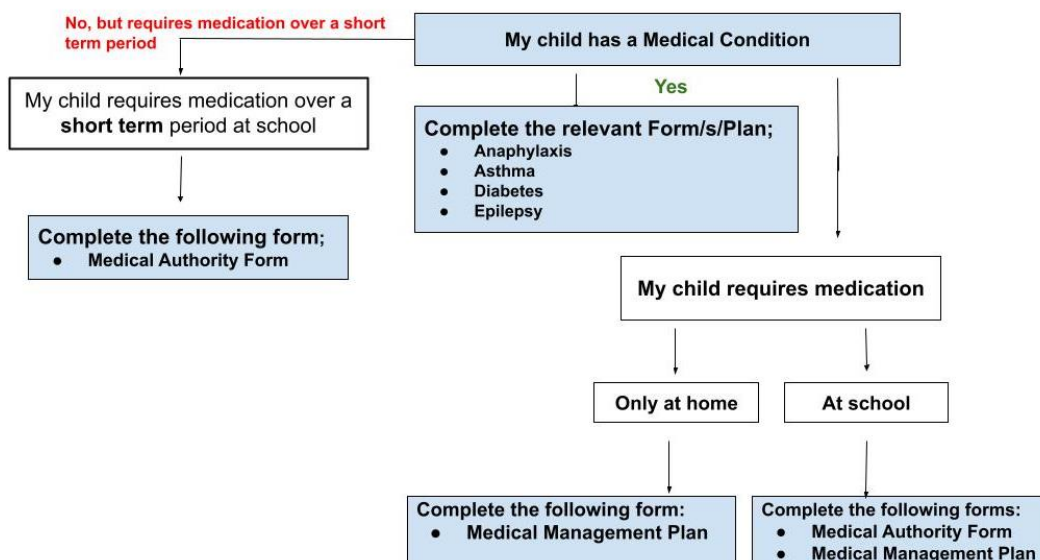 No, but requires medication over a short
term period
My child has a Medical Condition
Yes
My child requires medication over a
short term period at school
Complete the relevant Form/s/Plan;
● Anaphylaxis
● Asthma
● Diabetes
● Epilepsy
Complete the following form;
● Medical Authority Form
My child requires medication
Only at home
At school
Complete the following form:
● Medical Management Plan
Complete the following forms:
● Medical Authority Form
● Medical Management Plan